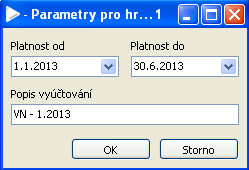 - Parametry pro hr...1
Platnost od Platnost do
1.1.2013 30.6.2013
Popis vyúčtování
VN - 1.2013
OK Storno